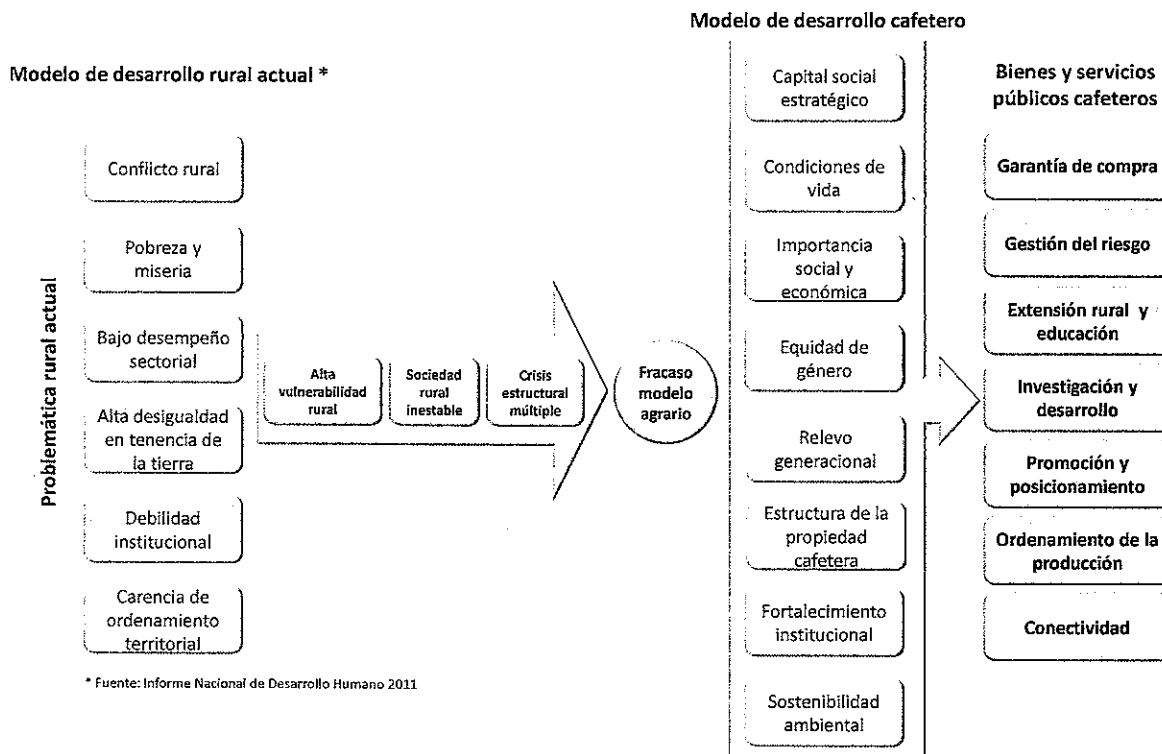 Modelo de desarrollo rural actual *
Problemática rural actual
Conflicto rural
Pobreza y
miseria
Bajo desempeño
sectorial
Alta desigualdad
en tenencia de
la tierra
Debilidad
institucional
Carencia de
ordenamiento
territorial
* Fuente: Informe Nacional de Desarrollo Humano 2011
Alta
vulnerabilidad
rural
Sociedad
rural
inestable
Crisis
estructural
múltiple
Fracaso
modelo
agrario
Modelo de desarrollo cafetero
Capital social
estratégico
Condiciones de
vida
Importancia
social y
económica
Equidad de
género
Relevo
generacional
Estructura de la
propiedad
cafetera
Fortalecimiento
institucional
Sostenibilidad
ambiental
Bienes y servicios
públicos cafeteros
Garantía de compra
Gestión del riesgo
Extensión rural y
educación
Investigación y
desarrollo
Promoción y
posicionamiento
Ordenamiento de la
producción
Conectividad